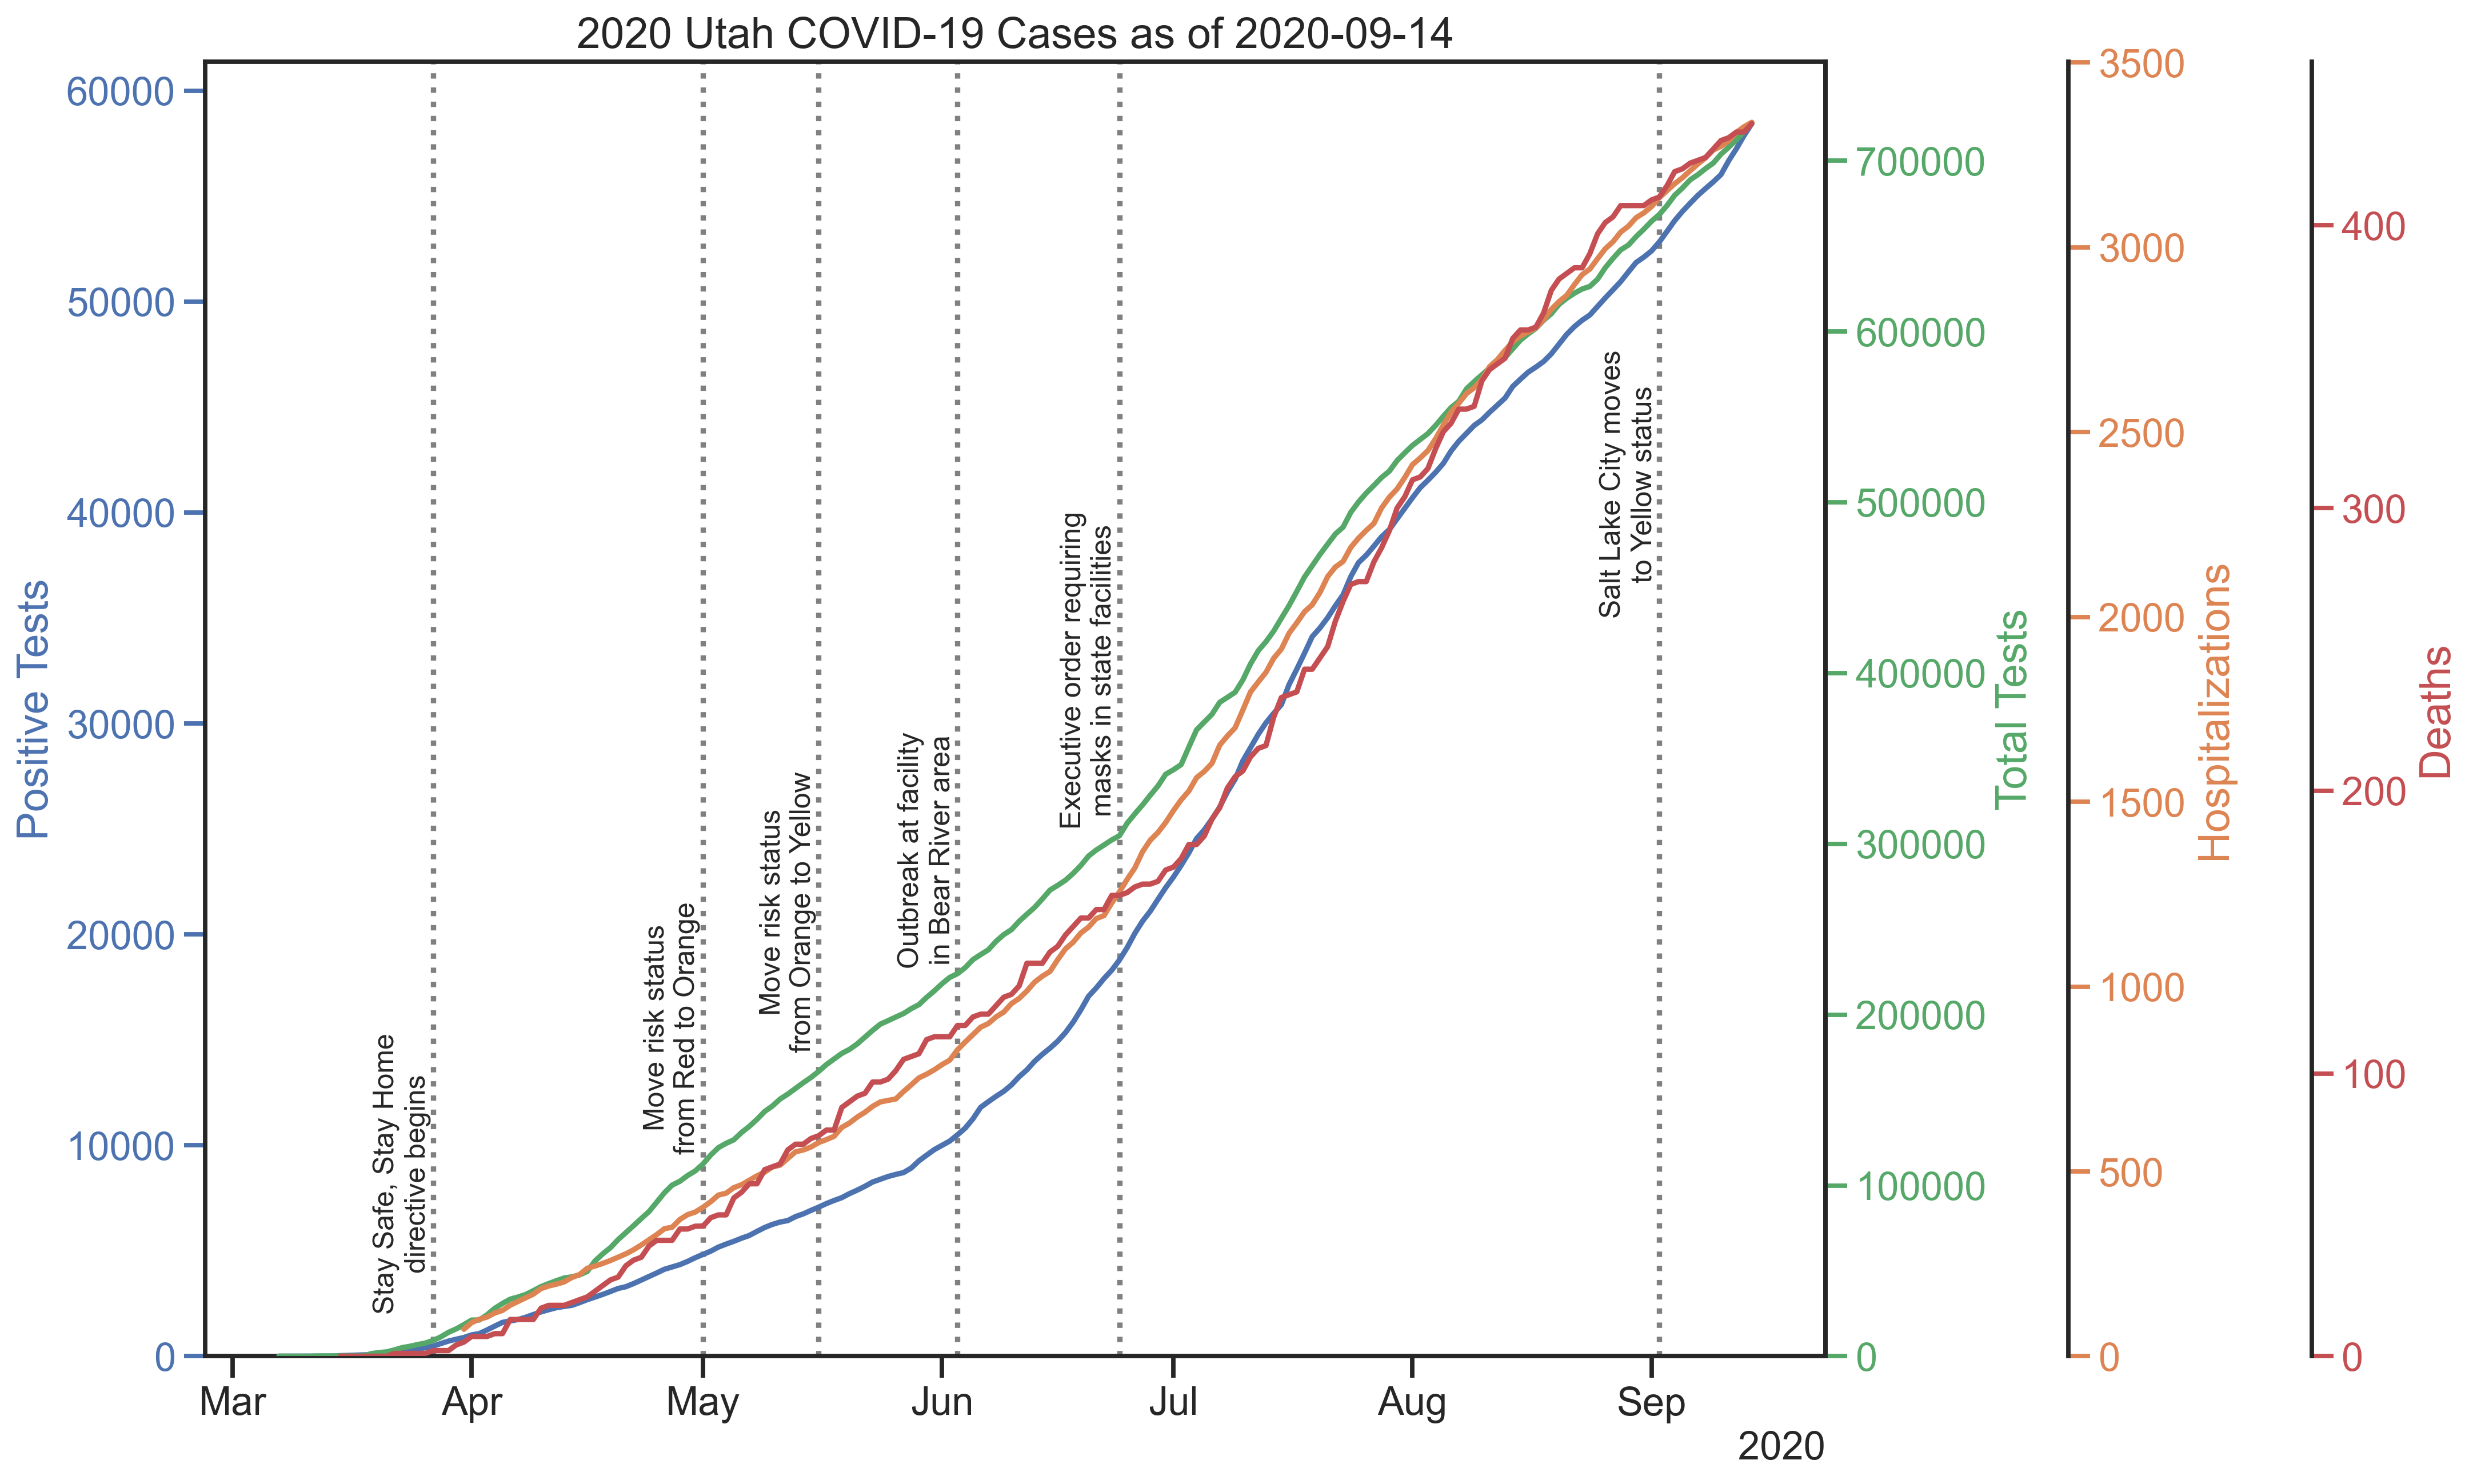 2020 Utah COVID-19 Cases as of 2020-09-14
60000
50000
40000
30000
20000
10000
0
Positive Tests
Stay Safe, Stay Home
directive begins
Move risk status
from Red to Orange
Move risk status
from Orange to Yellow
Outbreak at facility
in Bear River area
Executive order requiring
masks in state facilities
Salt Lake City moves
to Yellow status
700000
600000
500000
400000
300000
200000
100000
0
Total Tests
3500
3000
2500
2000
1500
1000
500
0
Hospitalizations
400
300
200
100
0
Deaths
Mar
Apr
May
Jun
Jul
Aug
Sep
2020